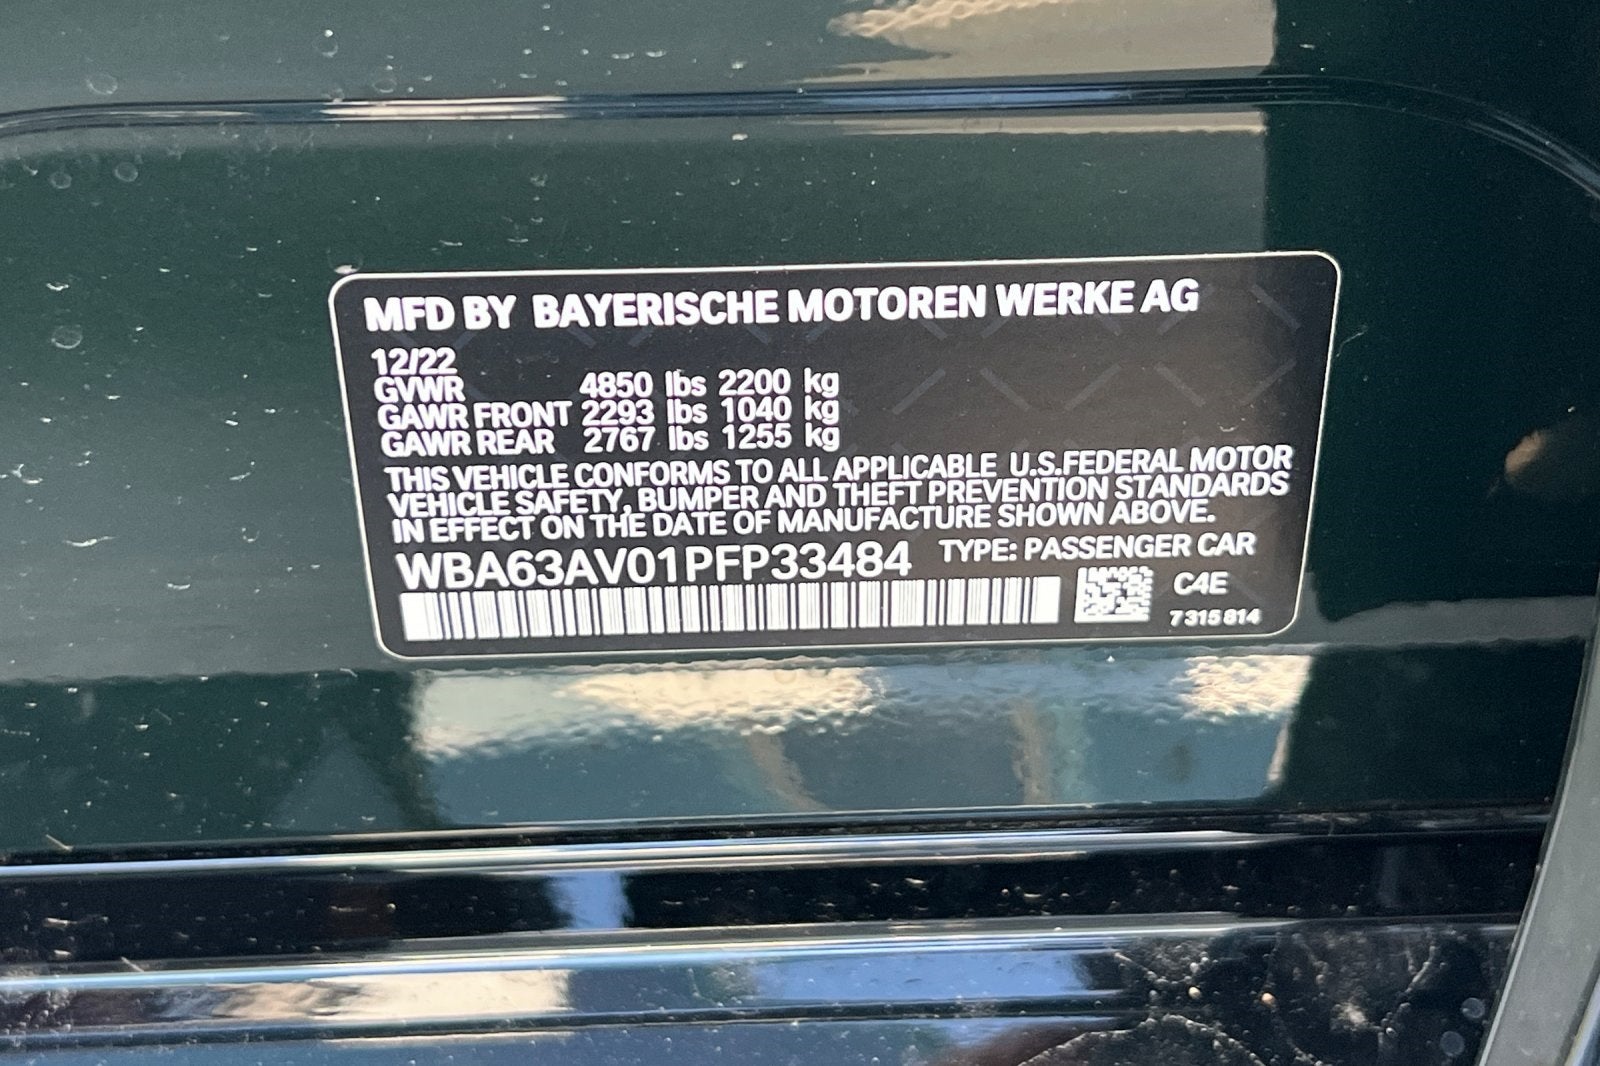 MFD BY BAYERISCHE MOTOREN WERKE AG
12/22
GVWR 4850 lbs 2200 kg
GAWR FRONT 2293 lbs 1040 kg
GAWR REAR 2767 lbs 1255 kg
THIS VEHICLE CONFORMS TO ALL APPLICABLE U.S.FEDERAL MOTOR
VEHICLE SAFETY, BUMPER AND THEFT PREVENTION STANDARDS
IN EFFECT ON THE DATE OF MANUFACTURE SHOWN ABOVE.
WBA63AV01PFP33484 TYPE: PASSENGER CAR
C4E
7 315 814